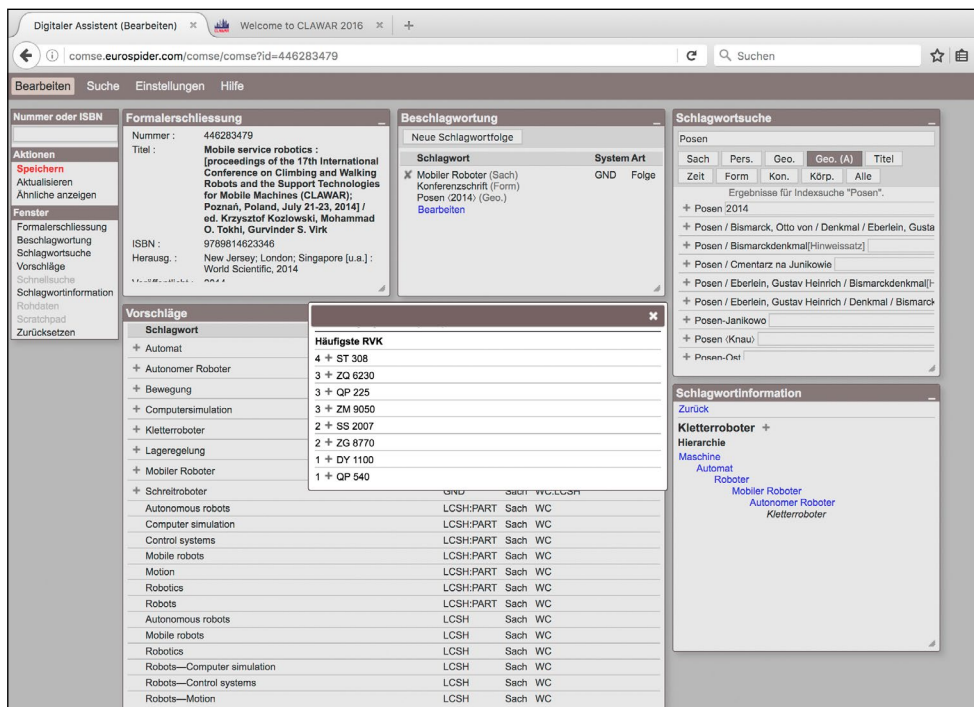 Digitaler Assistent (Bearbeiten) ×
Welcome to CLAWAR 2016 × +
comse.eurospider.com/comse/comse?id=446283479
Suchen
Bearbeiten Suche Einstellungen Hilfe
Nummer oder ISBN
Aktionen
Speichern
Aktualisieren
Ähnliche anzeigen
Fenster
Formalerschliessung
Beschlagwortung
Schlagwortsuche
Vorschläge
Schnellsuche
Schlagwortinformation
Rohdaten
Scratchpad
Zurücksetzen
Formalerschliessung
Nummer : 446283479
Titel : Mobile service robotics :
[proceedings of the 17th International
Conference on Climbing and Walking
Robots and the Support Technologies
for Mobile Machines (CLAWAR);
Poznań, Poland, July 21-23, 2014] /
ed. Krzysztof Kozlowski, Mohammad
O. Tokhi, Gurvinder S. Virk
ISBN : 9789814623346
Herausg. : New Jersey; London; Singapore [u.a.] :
World Scientific, 2014
Beschlagwortung
Neue Schlagwortfolge
Schlagwort System Art
✘ Mobiler Roboter (Sach) GND Folge
Konferenzschrift (Form)
Posen ‹2014› (Geo.)
Bearbeiten
Schlagwortsuche
Posen
Sach Pers. Geo. Geo. (A) Titel
Zeit Form Kon. Körp. Alle
Ergebnisse für Indexsuche "Posen".
+ Posen 2014
+ Posen / Bismarck, Otto von / Denkmal / Eberlein, Gusta
+ Posen / Bismarckdenkmal[Hinweissatz]
+ Posen / Cmentarz na Junikowie
+ Posen / Eberlein, Gustav Heinrich / Bismarckdenkmal[H
+ Posen / Eberlein, Gustav Heinrich / Denkmal / Bismarck
+ Posen-Janikowo
+ Posen ‹Knau›
+ Posen-Ost
Vorschläge
Schlagwort
+ Automat
+ Autonomer Roboter
+ Bewegung
+ Computersimulation
+ Kletterroboter
+ Lageregelung
+ Mobiler Roboter
+ Schreitroboter GND Sach WC:LCSH
Autonomous robots LCSH:PART Sach WC
Computer simulation LCSH:PART Sach WC
Control systems LCSH:PART Sach WC
Mobile robots LCSH:PART Sach WC
Motion LCSH:PART Sach WC
Robotics LCSH:PART Sach WC
Robots LCSH:PART Sach WC
Autonomous robots LCSH Sach WC
Mobile robots LCSH Sach WC
Robotics LCSH Sach WC
Robots—Computer simulation LCSH Sach WC
Robots—Control systems LCSH Sach WC
Robots—Motion LCSH Sach WC
Häufigste RVK
4 + ST 308
3 + ZQ 6230
3 + QP 225
3 + ZM 9050
2 + SS 2007
2 + ZG 8770
1 + DY 1100
1 + QP 540
Schlagwortinformation
Zurück
Kletterroboter +
Hierarchie
Maschine
Automat
Roboter
Mobiler Roboter
Autonomer Roboter
Kletterroboter